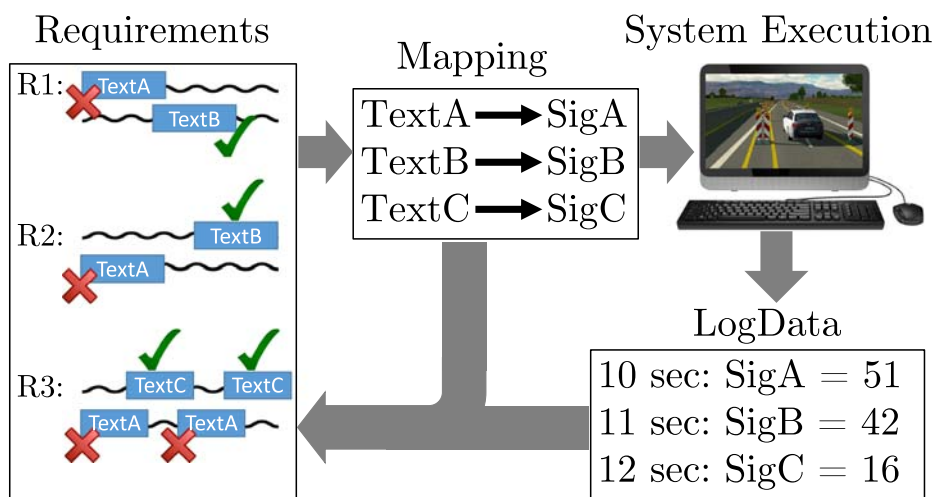 Requirements
R1:
TextA
TextB
R2:
TextB
TextA
R3:
TextC TextC
TextA TextA
Mapping
TextA SigA
TextB SigB
TextC SigC
System Execution
LogData
10 sec: SigA = 51
11 sec: SigB = 42
12 sec: SigC = 16